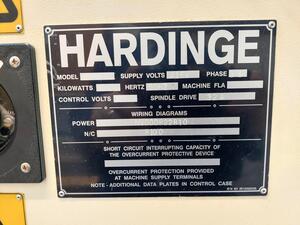 HARDINGE
MODEL SUPPLY VOLTS PHASE
KILOWATTS HERTZ MACHINE FLA
CONTROL VOLTS SPINDLE DRIVE
WIRING DIAGRAMS
POWER
N/C
SHORT CIRCUIT INTERRUPTING CAPACITY OF
THE OVERCURRENT PROTECTIVE DEVICE
OVERCURRENT PROTECTION PROVIDED
AT MACHINE SUPPLY TERMINALS
NOTE - ADDITIONAL DATA PLATES IN CONTROL CASE